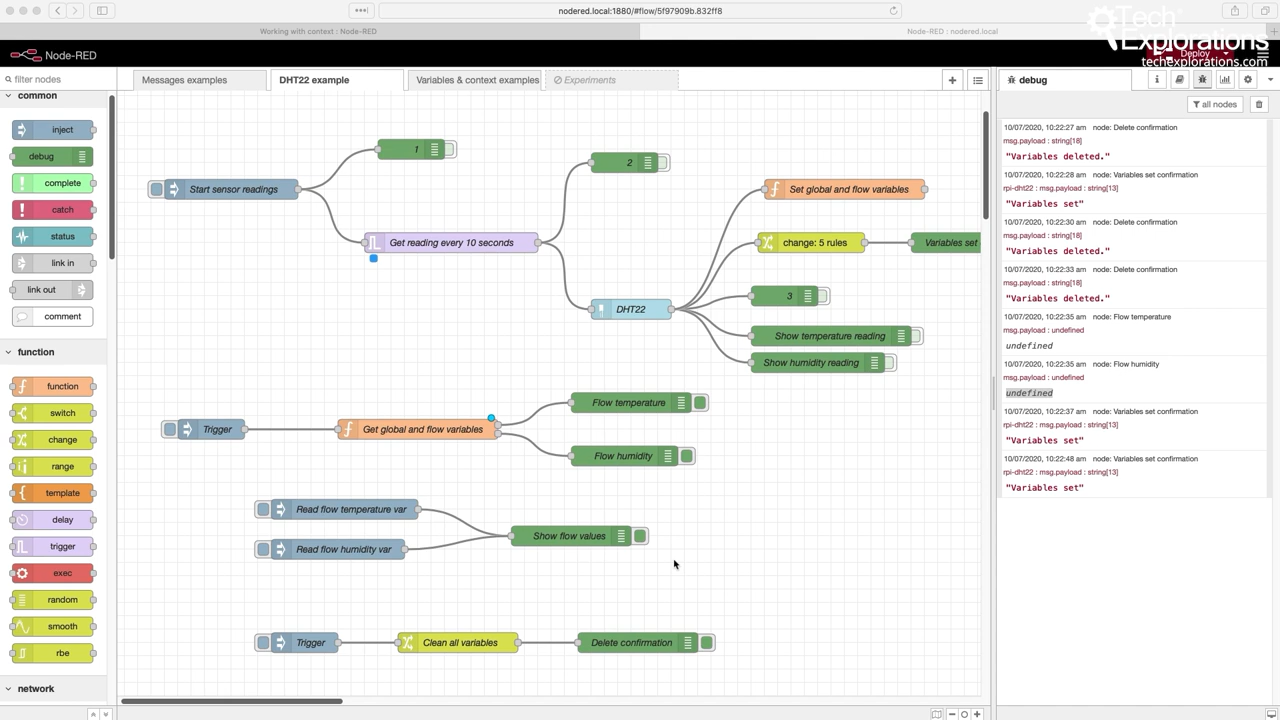 nodered.local:1880/#flow/5f97909b.832ff8
Working with context : Node-RED
Node-RED : nodered.local
Tech
Explorations
techexplorations.com
Node-RED
Deploy
filter nodes
Messages examples
DHT22 example
Variables & context examples
Experiments
debug
all nodes
common
inject
debug
complete
catch
status
link in
link out
comment
function
function
switch
change
range
template
delay
trigger
exec
random
smooth
rbe
network
Start sensor readings
1
Get reading every 10 seconds
2
DHT22
Set global and flow variables
change: 5 rules
Variables set
3
Show temperature reading
Show humidity reading
Trigger
Get global and flow variables
Flow temperature
Flow humidity
Read flow temperature var
Read flow humidity var
Show flow values
Trigger
Clean all variables
Delete confirmation
10/07/2020, 10:22:27 am node: Delete confirmation
msg.payload : string[18]
"Variables deleted."
10/07/2020, 10:22:28 am node: Variables set confirmation
rpi-dht22 : msg.payload : string[13]
"Variables set"
10/07/2020, 10:22:30 am node: Delete confirmation
msg.payload : string[18]
"Variables deleted."
10/07/2020, 10:22:33 am node: Delete confirmation
msg.payload : string[18]
"Variables deleted."
10/07/2020, 10:22:35 am node: Flow temperature
msg.payload : undefined
undefined
10/07/2020, 10:22:35 am node: Flow humidity
msg.payload : undefined
undefined
10/07/2020, 10:22:37 am node: Variables set confirmation
rpi-dht22 : msg.payload : string[13]
"Variables set"
10/07/2020, 10:22:48 am node: Variables set confirmation
rpi-dht22 : msg.payload : string[13]
"Variables set"